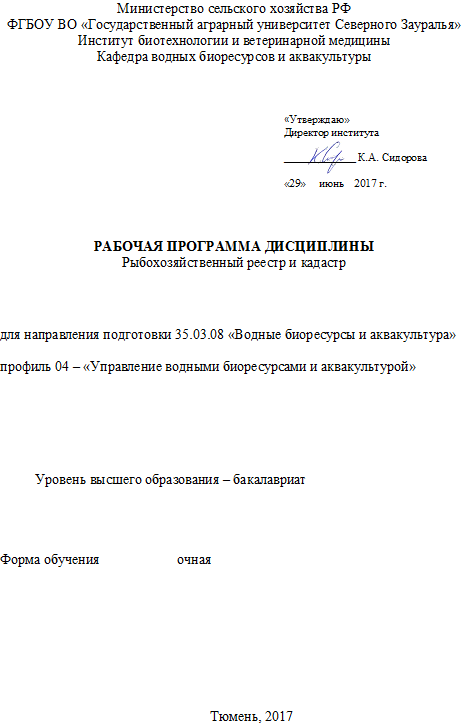 Министерство сельского хозяйства РФ
ФГБОУ ВО «Государственный аграрный университет Северного Зауралья»
Институт биотехнологии и ветеринарной медицины
Кафедра водных биоресурсов и аквакультуры
«Утверждаю»
Директор института
К.А. Сидорова
«29» июнь 2017 г.
РАБОЧАЯ ПРОГРАММА ДИСЦИПЛИНЫ
Рыбохозяйственный реестр и кадастр
для направления подготовки 35.03.08 «Водные биоресурсы и аквакультура»
профиль 04 – «Управление водными биоресурсами и аквакультурой»
Уровень высшего образования – бакалавриат
Форма обучения очная
Тюмень, 2017